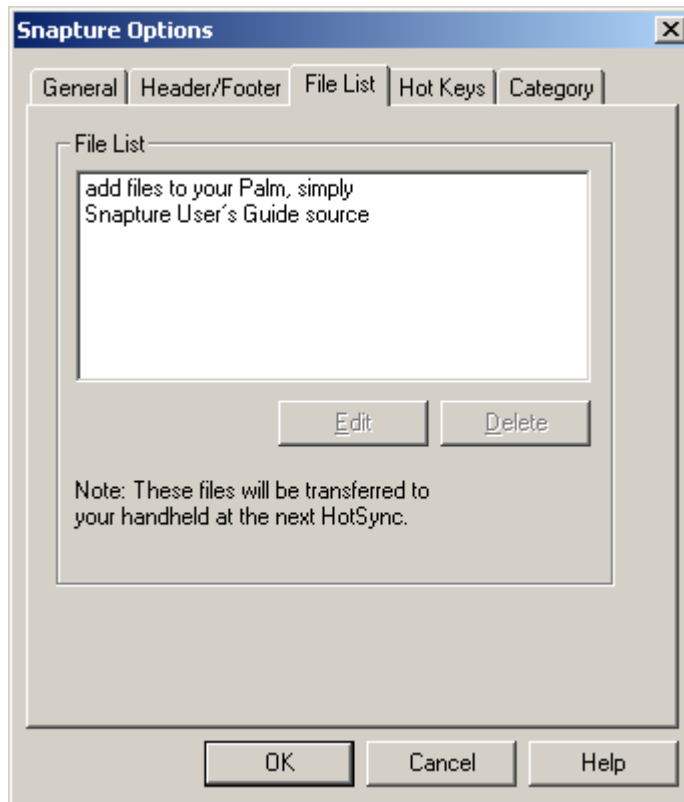 Snapture Options
General Header/Footer File List Hot Keys Category
File List
add files to your Palm, simply
Snapture User´s Guide source
Edit Delete
Note: These files will be transferred to
your handheld at the next HotSync.
OK Cancel Help